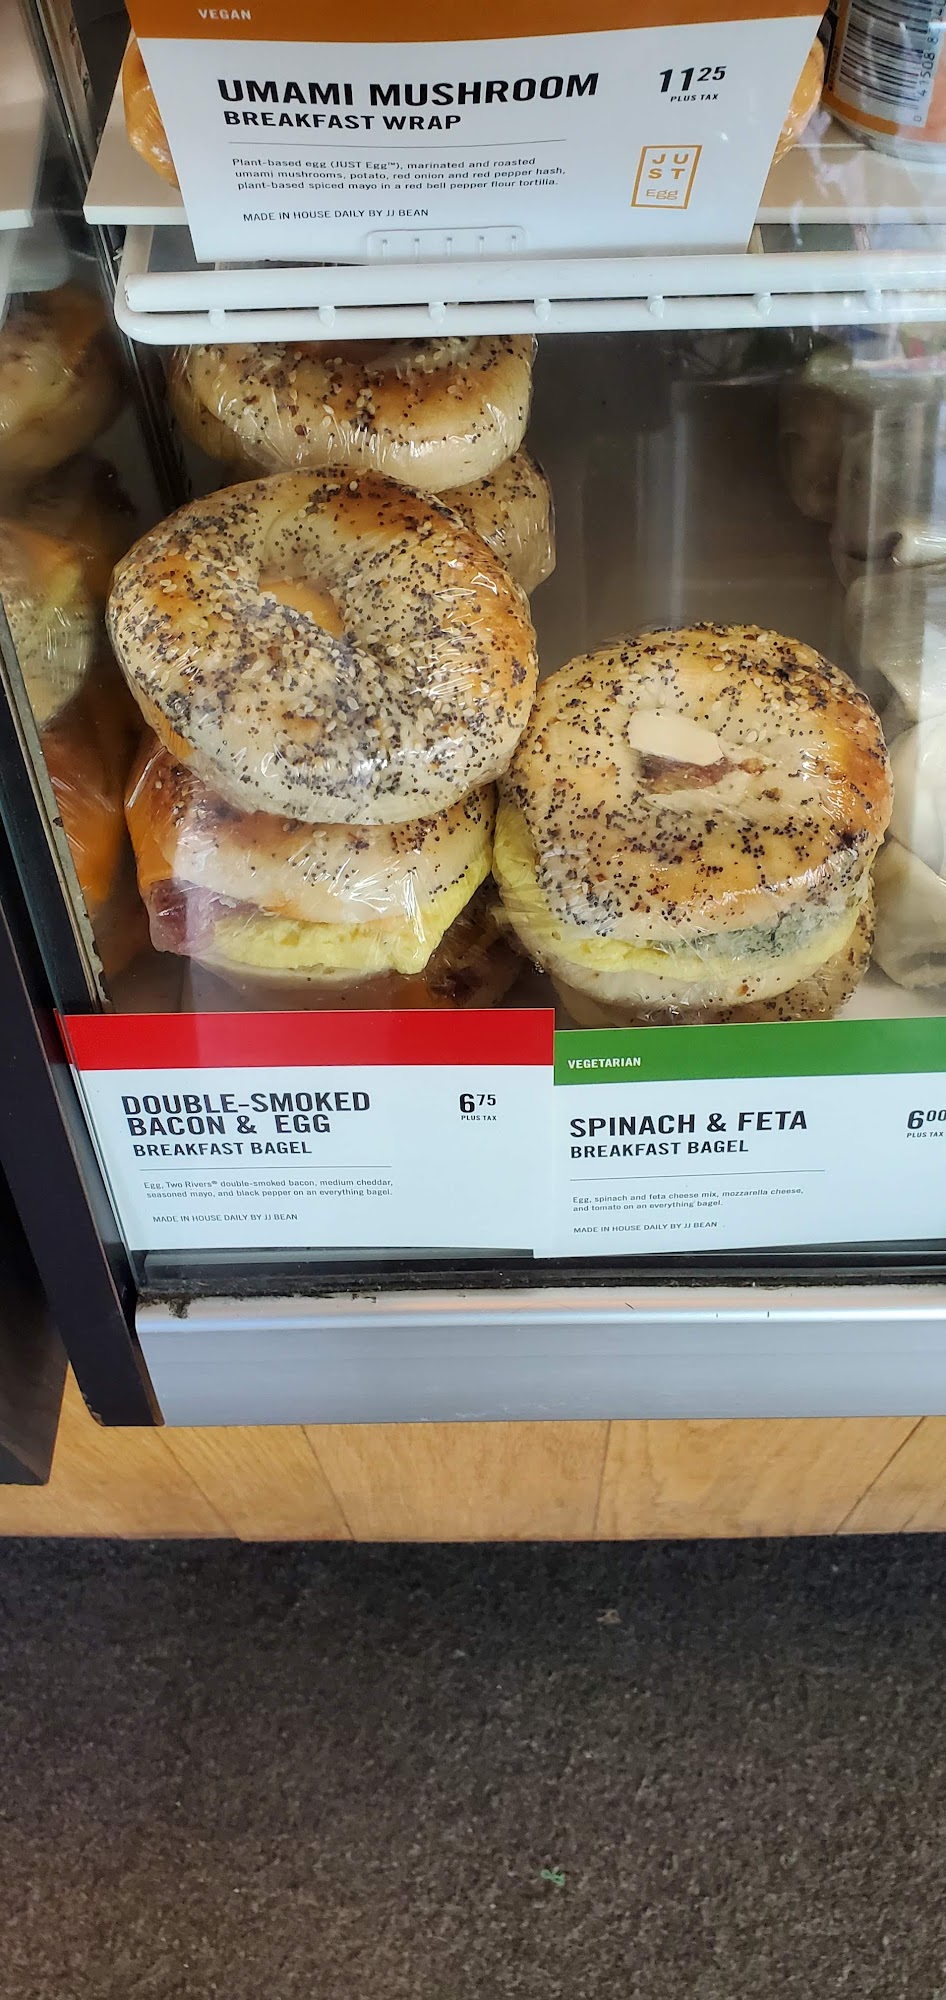 VEGAN
UMAMI MUSHROOM
BREAKFAST WRAP
11 25
PLUS TAX
Plant-based egg (JUST Egg™), marinated and roasted
umami mushrooms, potato, red onion and red pepper hash,
plant-based spiced mayo in a red bell pepper flour tortilla.
MADE IN HOUSE DAILY BY JJ BEAN
JU
ST
Egg
DOUBLE-SMOKED
BACON & EGG
BREAKFAST BAGEL
6 75
PLUS TAX
Egg, Two Rivers® double-smoked bacon, medium cheddar,
seasoned mayo, and black pepper on an everything bagel.
MADE IN HOUSE DAILY BY JJ BEAN
VEGETARIAN
SPINACH & FETA
BREAKFAST BAGEL
6 00
PLUS TAX
Egg, spinach and feta cheese mix, mozzarella cheese,
and tomato on an everything bagel.
MADE IN HOUSE DAILY BY JJ BEAN